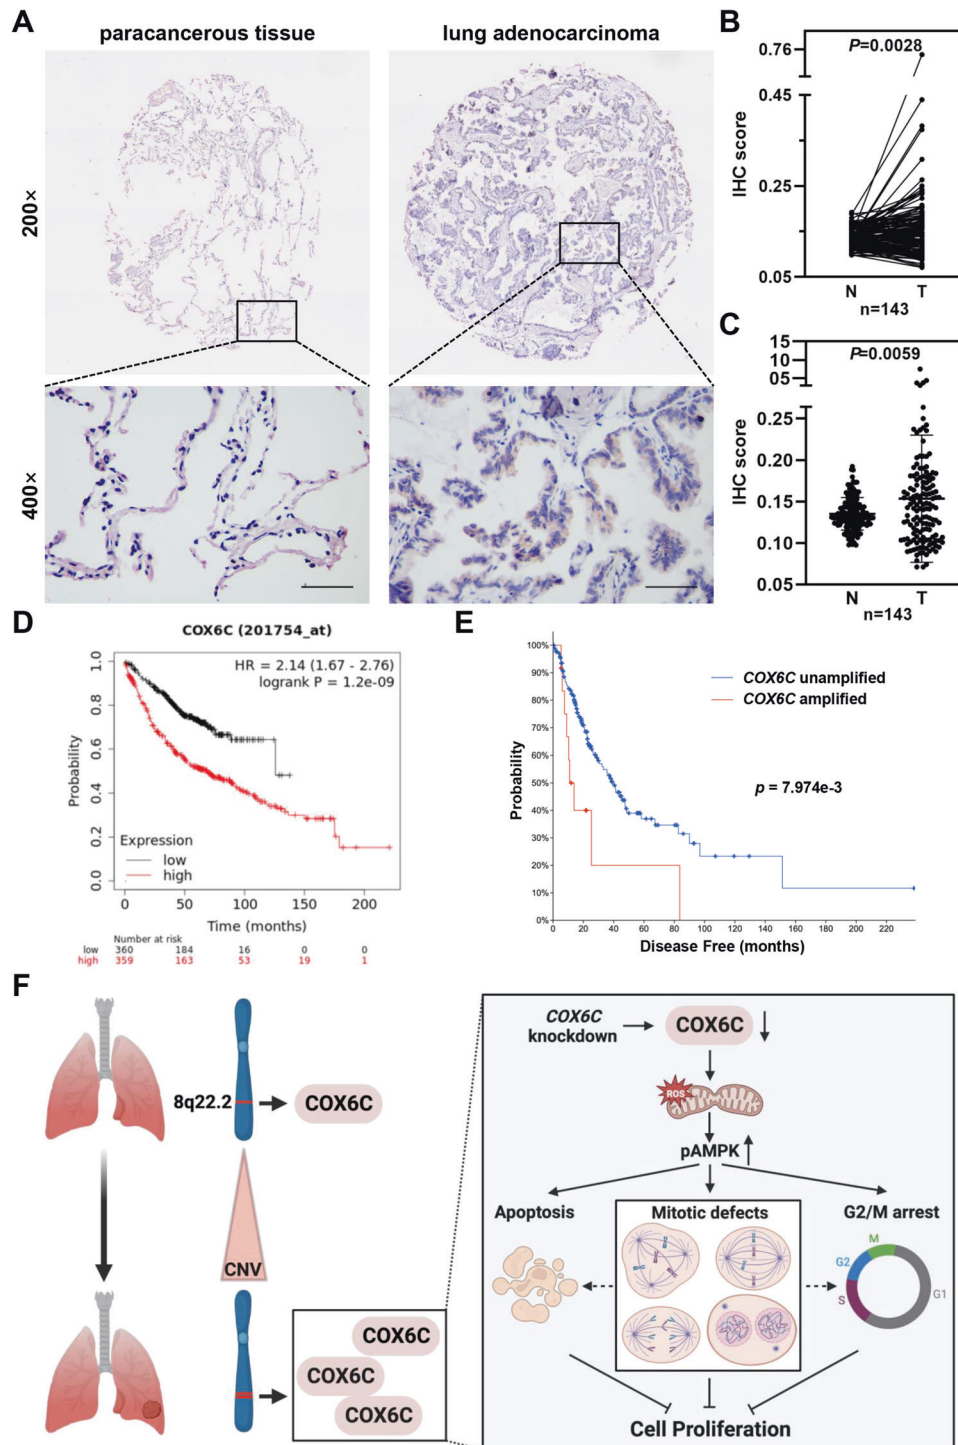 A
paracancerous tissue
lung adenocarcinoma
200×
400×
B
P=0.0028
0.76
0.45
0.25
0.05
IHC score
N
T
n=143
C
P=0.0059
15
10
05
0.25
0.20
0.15
0.10
0.05
IHC score
N
T
n=143
D
COX6C (201754_at)
HR = 2.14 (1.67 - 2.76)
logrank P = 1.2e-09
Probability
1.0
0.8
0.6
0.4
0.2
0.0
Expression
low
high
0 50 100 150 200
Time (months)
Number at risk
low 360 184 16 0 0
high 359 163 53 19 1
E
100%
90%
80%
70%
60%
50%
40%
30%
20%
10%
0%
Probability
COX6C unamplified
COX6C amplified
p = 7.974e-3
0 20 40 60 80 100 120 140 160 180 200 220
Disease Free (months)
F
8q22.2
COX6C
CNV
COX6C
COX6C
COX6C
COX6C
knockdown
COX6C
ROS
pAMPK
Apoptosis
Mitotic defects
G2/M arrest
M
G2
S
G1
Cell Proliferation